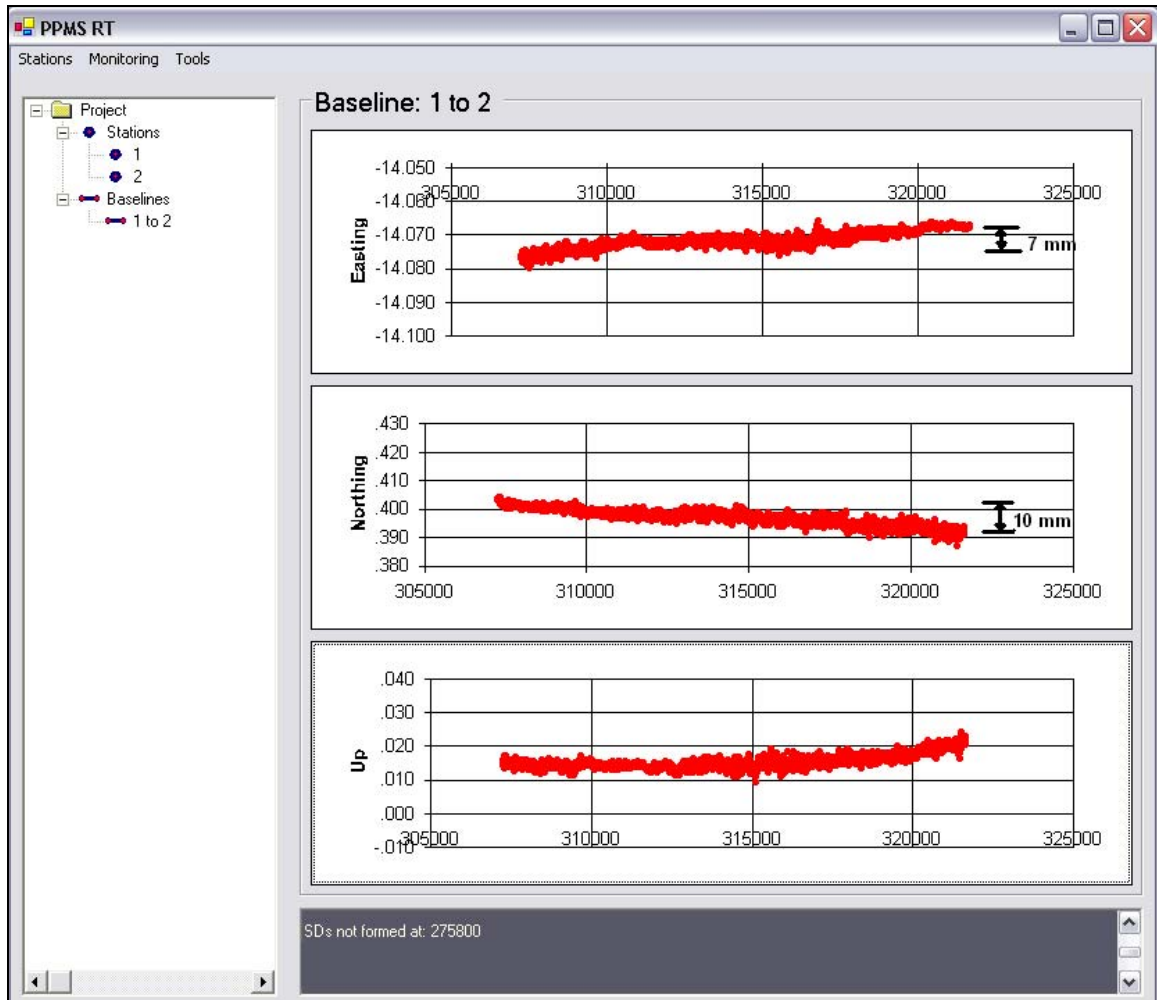 PPMS RT
Stations Monitoring Tools
Project
Stations
1
2
Baselines
1 to 2
Baseline: 1 to 2
Easting
-14.050
-14.060
-14.070
-14.080
-14.090
-14.100
305000 310000 315000 320000 325000
7 mm
Northing
.430
.420
.410
.400
.390
.380
305000 310000 315000 320000 325000
10 mm
Up
.040
.030
.020
.010
.000
-.010
305000 310000 315000 320000 325000
SDs not formed at: 275800